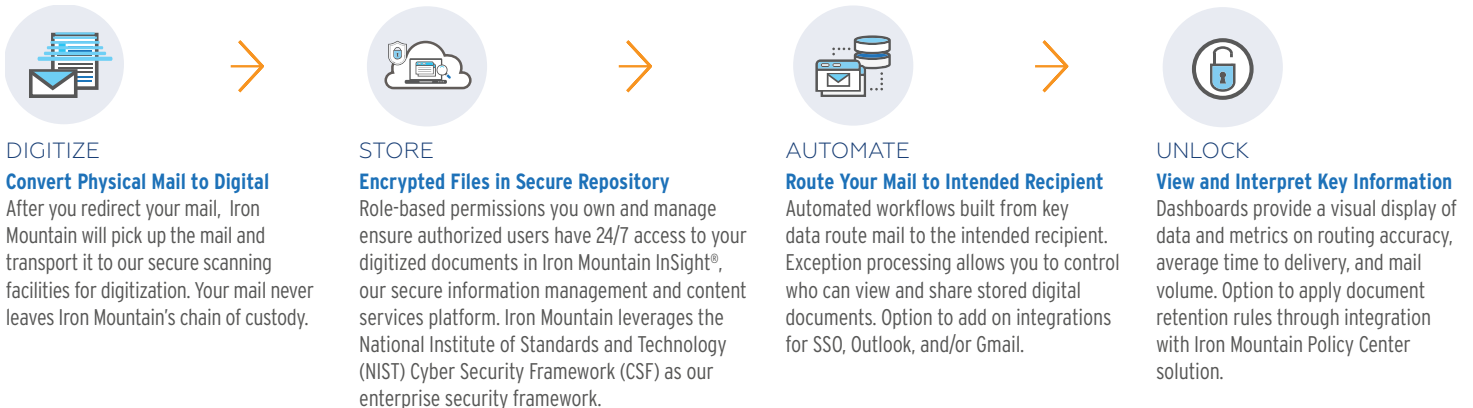 DIGITIZE
Convert Physical Mail to Digital
After you redirect your mail, Iron
Mountain will pick up the mail and
transport it to our secure scanning
facilities for digitization. Your mail never
leaves Iron Mountain's chain of custody.
STORE
Encrypted Files in Secure Repository
Role-based permissions you own and manage
ensure authorized users have 24/7 access to your
digitized documents in Iron Mountain InSight®,
our secure information management and content
services platform. Iron Mountain leverages the
National Institute of Standards and Technology
(NIST) Cyber Security Framework (CSF) as our
enterprise security framework.
AUTOMATE
Route Your Mail to Intended Recipient
Automated workflows built from key
data route mail to the intended recipient.
Exception processing allows you to control
who can view and share stored digital
documents. Option to add on integrations
for SSO, Outlook, and/or Gmail.
UNLOCK
View and Interpret Key Information
Dashboards provide a visual display of
data and metrics on routing accuracy,
average time to delivery, and mail
volume. Option to apply document
retention rules through integration
with Iron Mountain Policy Center
solution.